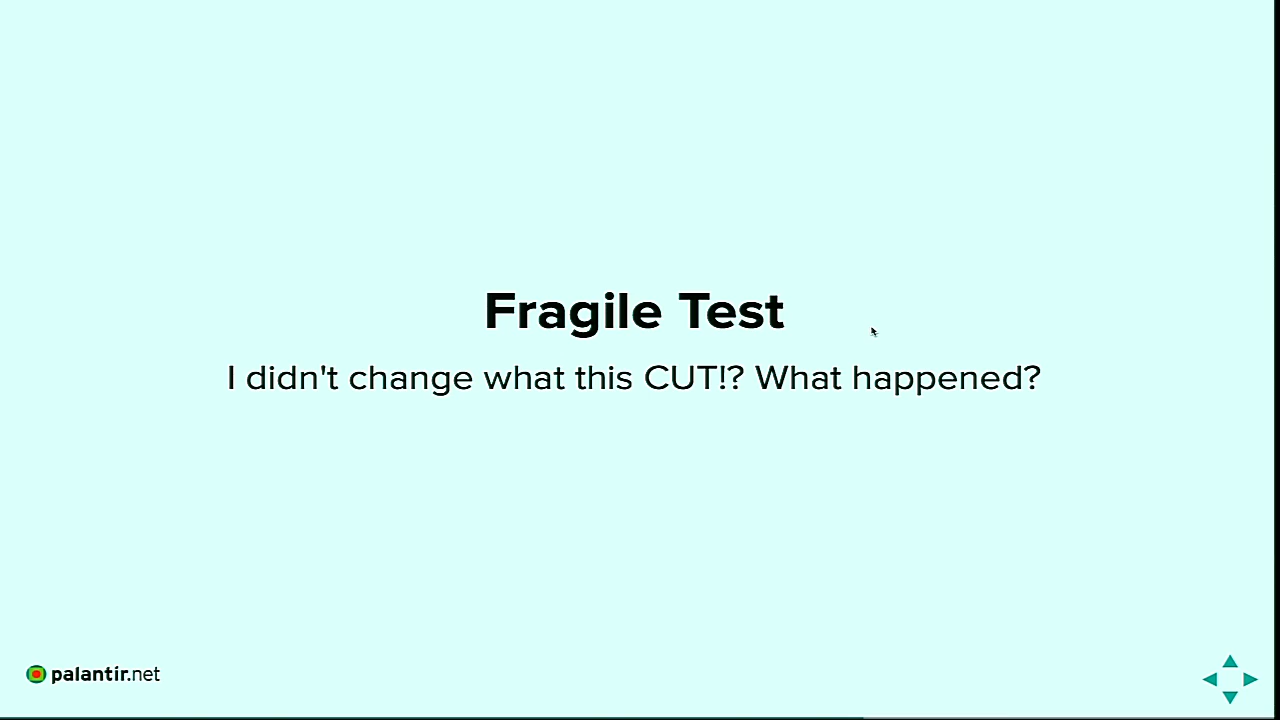 Fragile Test
I didn't change what this CUT!? What happened?
palantir.net